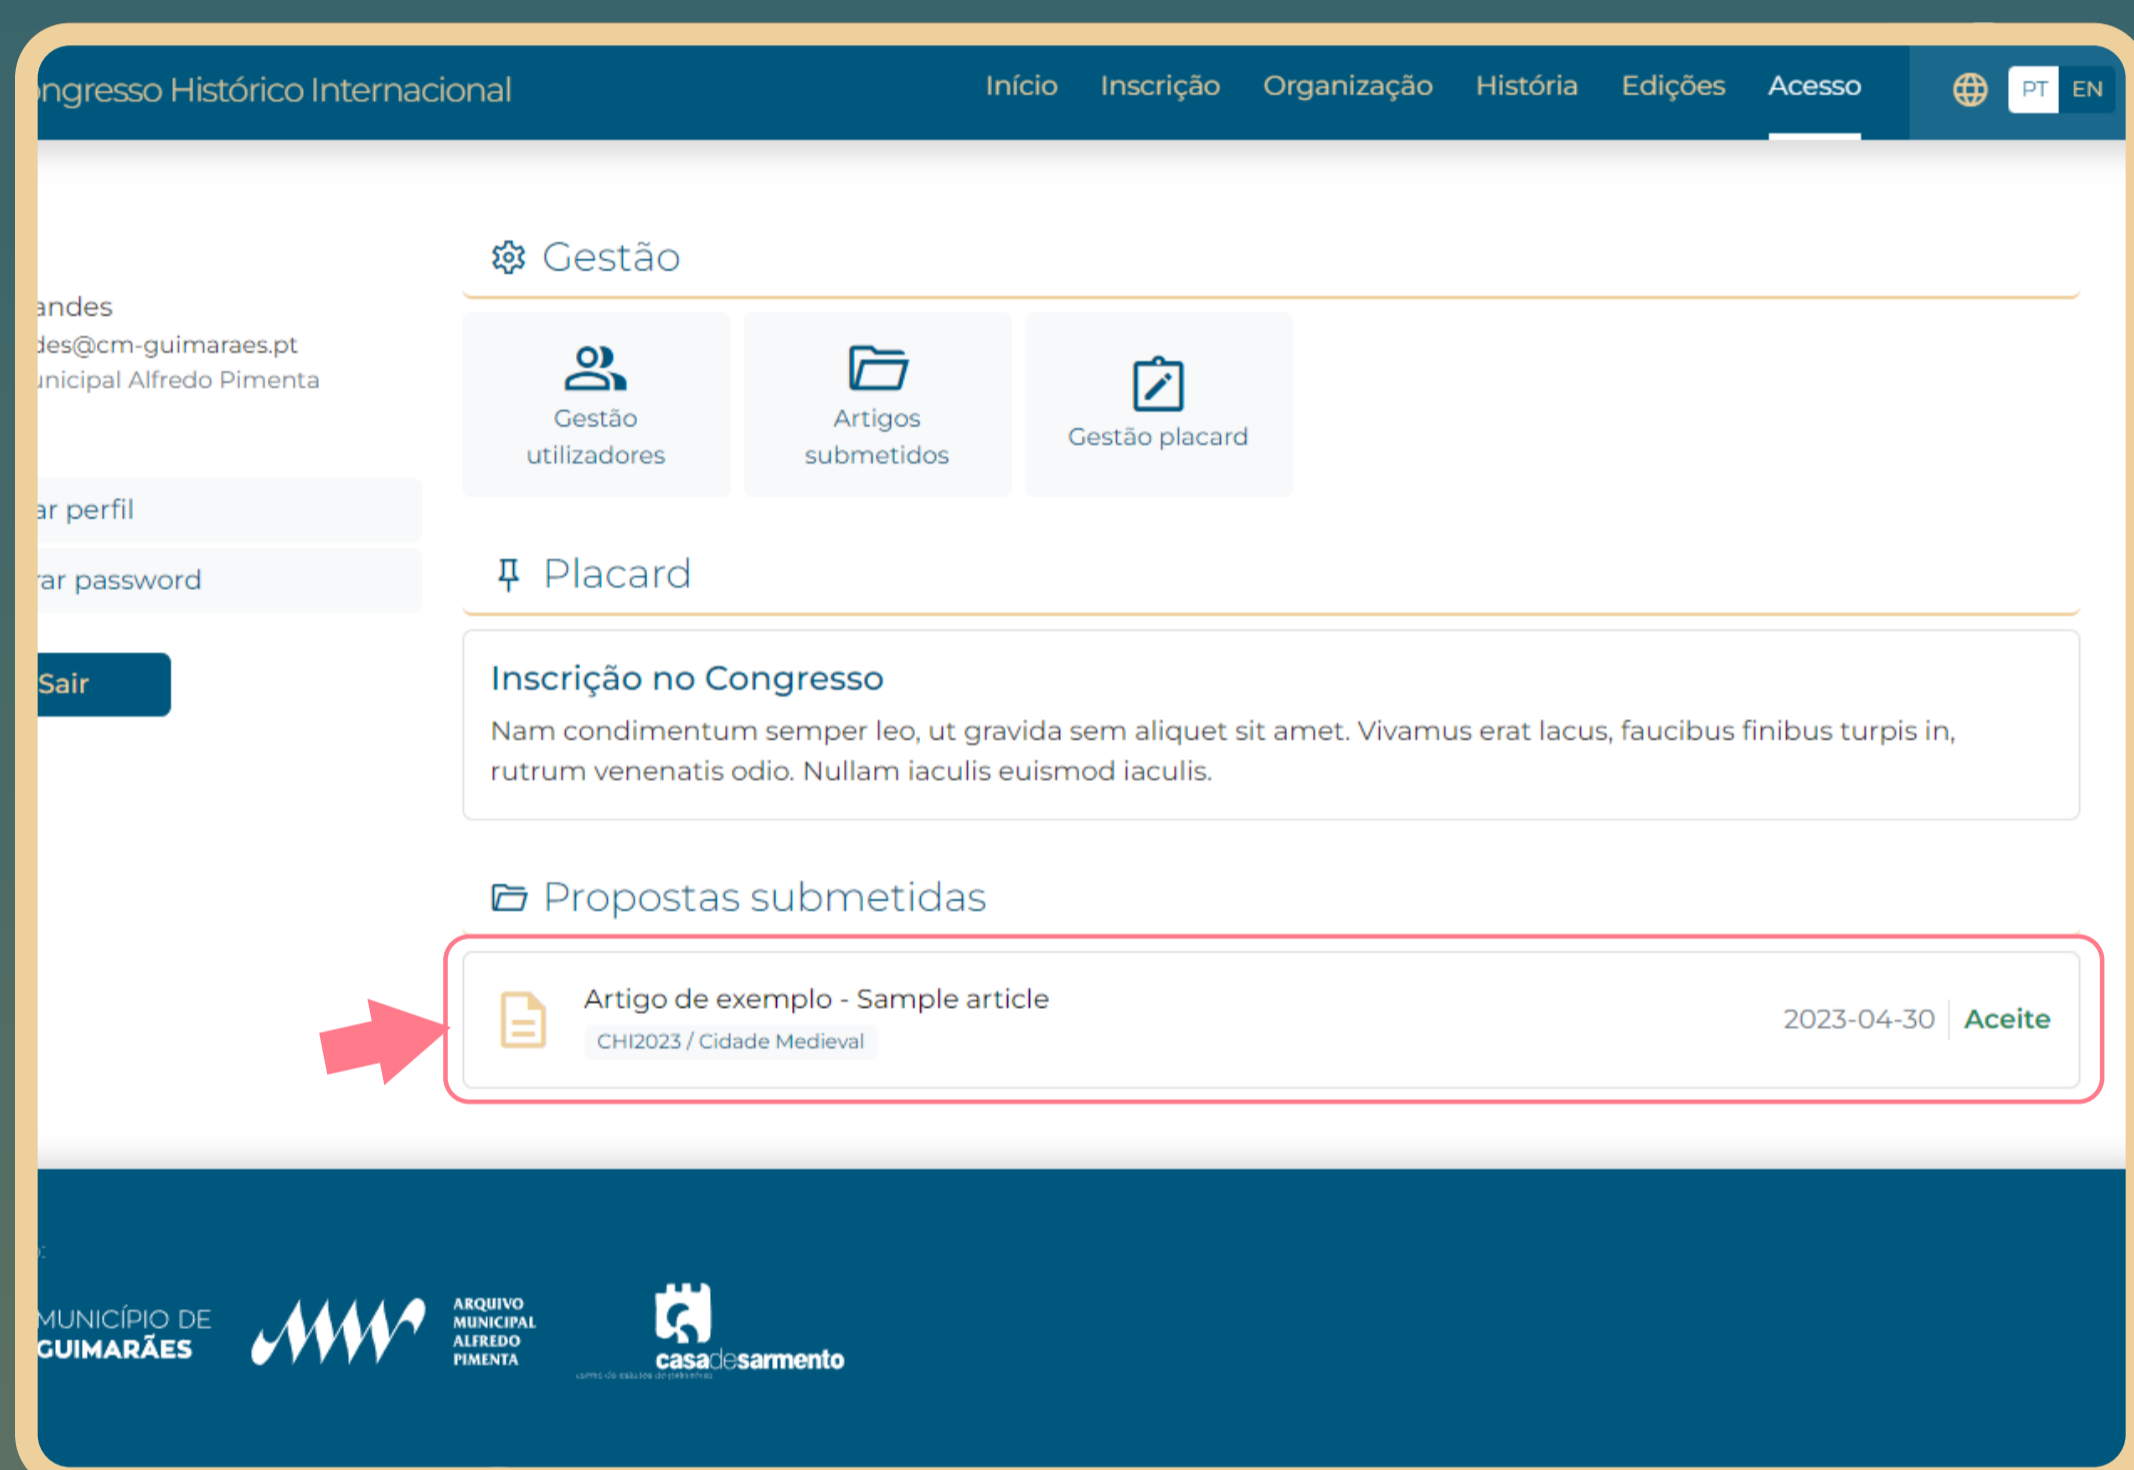 ongresso Histórico Internacional
Início Inscrição Organização História Edições Acesso PT EN
andes
des@cm-guimaraes.pt
unicipal Alfredo Pimenta
ar perfil
rar password
Sair
Gestão
Gestão
utilizadores
Artigos
submetidos
Gestão placard
Placard
Inscrição no Congresso
Nam condimentum semper leo, ut gravida sem aliquet sit amet. Vivamus erat lacus, faucibus finibus turpis in,
rutrum venenatis odio. Nullam iaculis euismod iaculis.
Propostas submetidas
Artigo de exemplo - Sample article
CHI2023 / Cidade Medieval
2023-04-30 Aceite
o:
MUNICÍPIO DE
GUIMARÃES
ARQUIVO
MUNICIPAL
ALFREDO
PIMENTA
casadesarmento